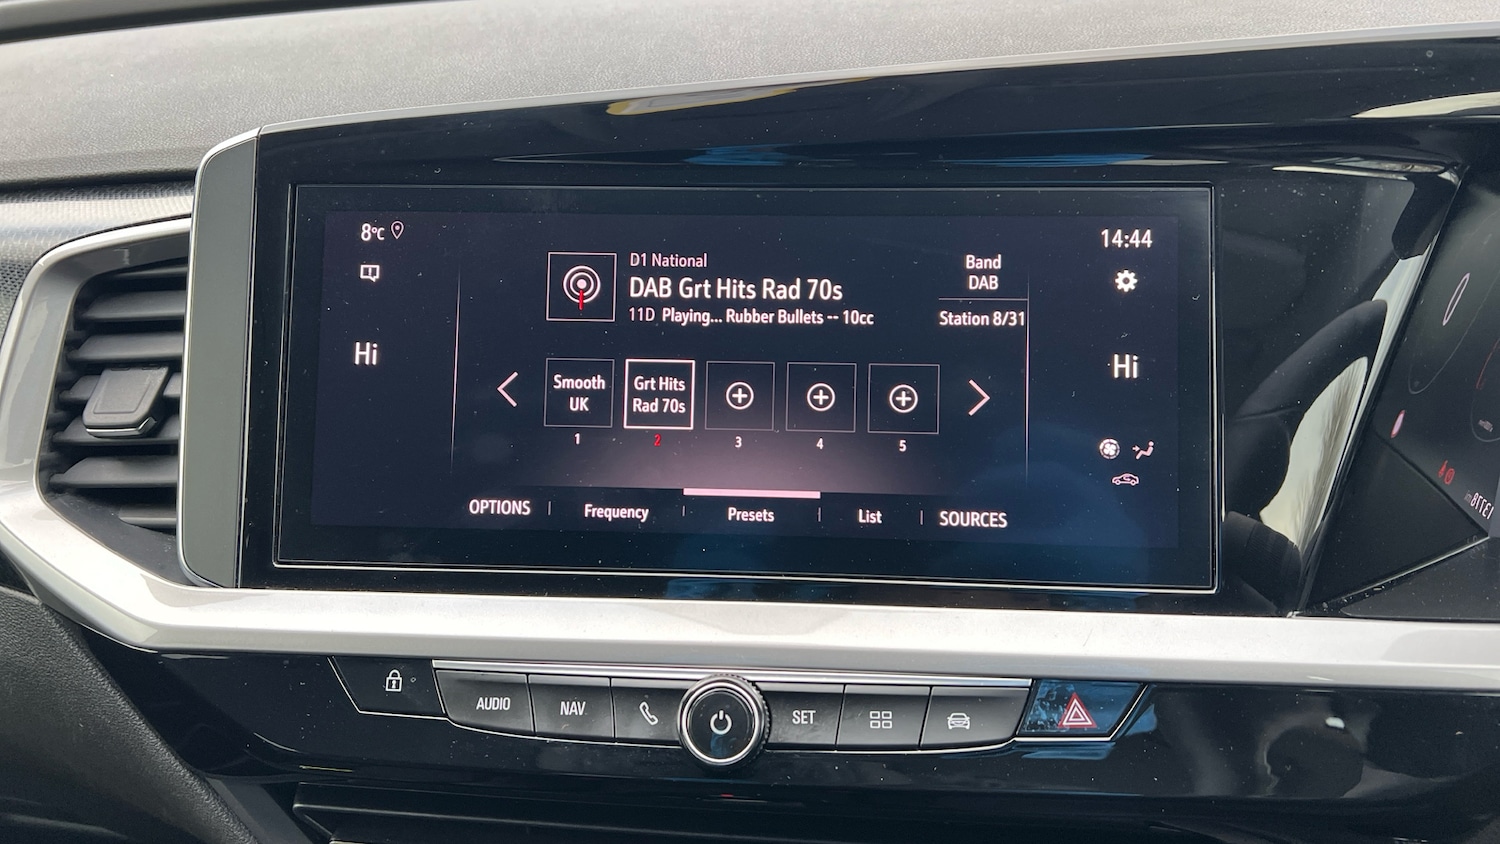 8°C
14:44
D1 National
DAB Grt Hits Rad 70s
11D Playing... Rubber Bullets -- 10cc
Band
DAB
Station 8/31
Hi
Hi
Smooth
UK
Grt Hits
Rad 70s
1
2
3
4
5
OPTIONS
Frequency
Presets
List
SOURCES
AUDIO
NAV
SET